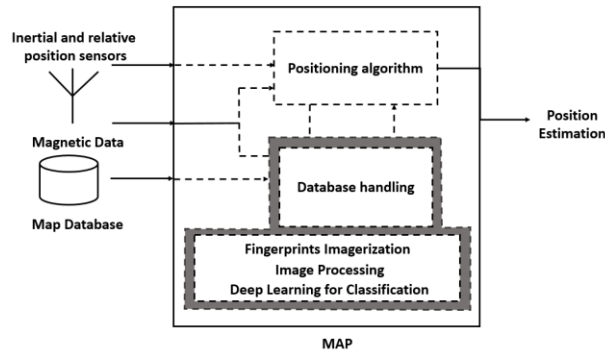 Inertial and relative
position sensors
Magnetic Data
Map Database
Positioning algorithm
Database handling
Fingerprints Imagerization
Image Processing
Deep Learning for Classification
Position
Estimation
MAP